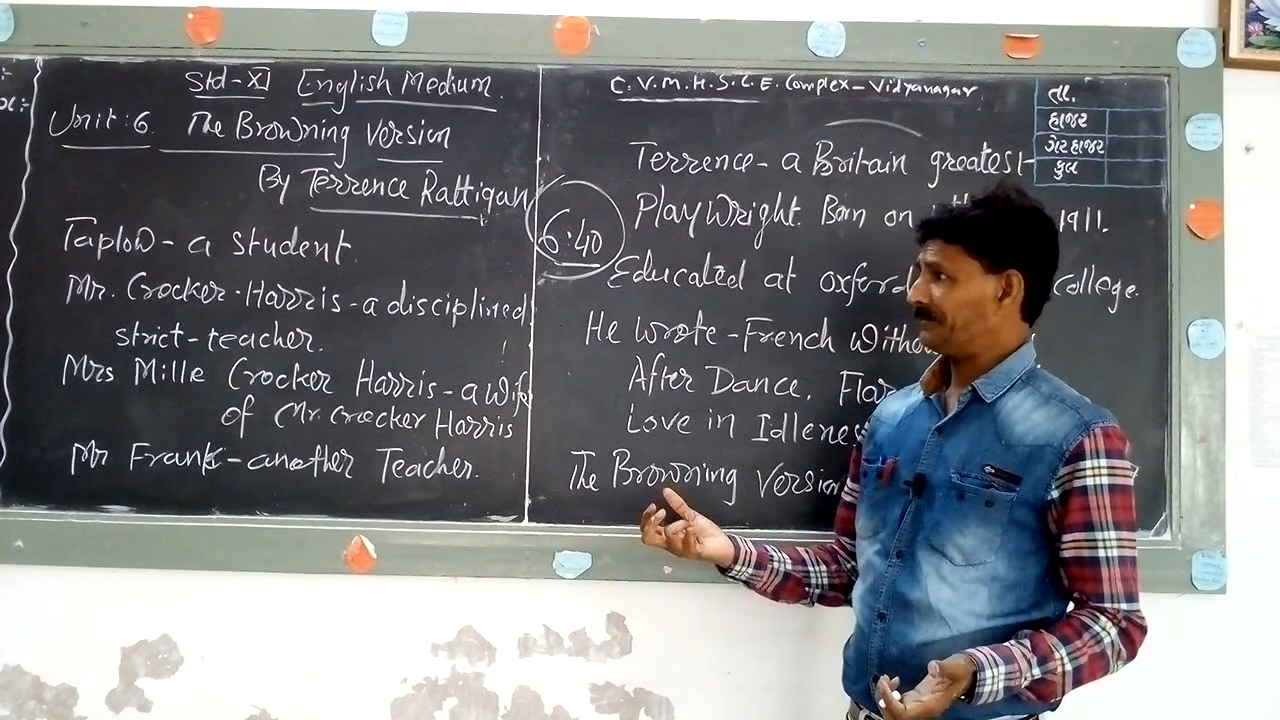 Std-XI English Medium.
Unit: 6. The Browning Version
By Terrence Rattigan
Taplow - a student.
Mr. Crocker-Harris - a disciplined
strict-teacher.
Mrs Mille Crocker Harris - a wife
of Mr. Crocker Harris
Mr Frank - another Teacher.
6:40
C.V.M.H.S.C.E. Complex - Vidyanagar
Terrence - a Britain greatest
PlayWright. Born on 1911.
Educated at oxford college.
He wrote - French Without
After Dance, Flar
Love in Idleness
The Browning Version
તા.
હાજર
ગેરહાજર
કુલ